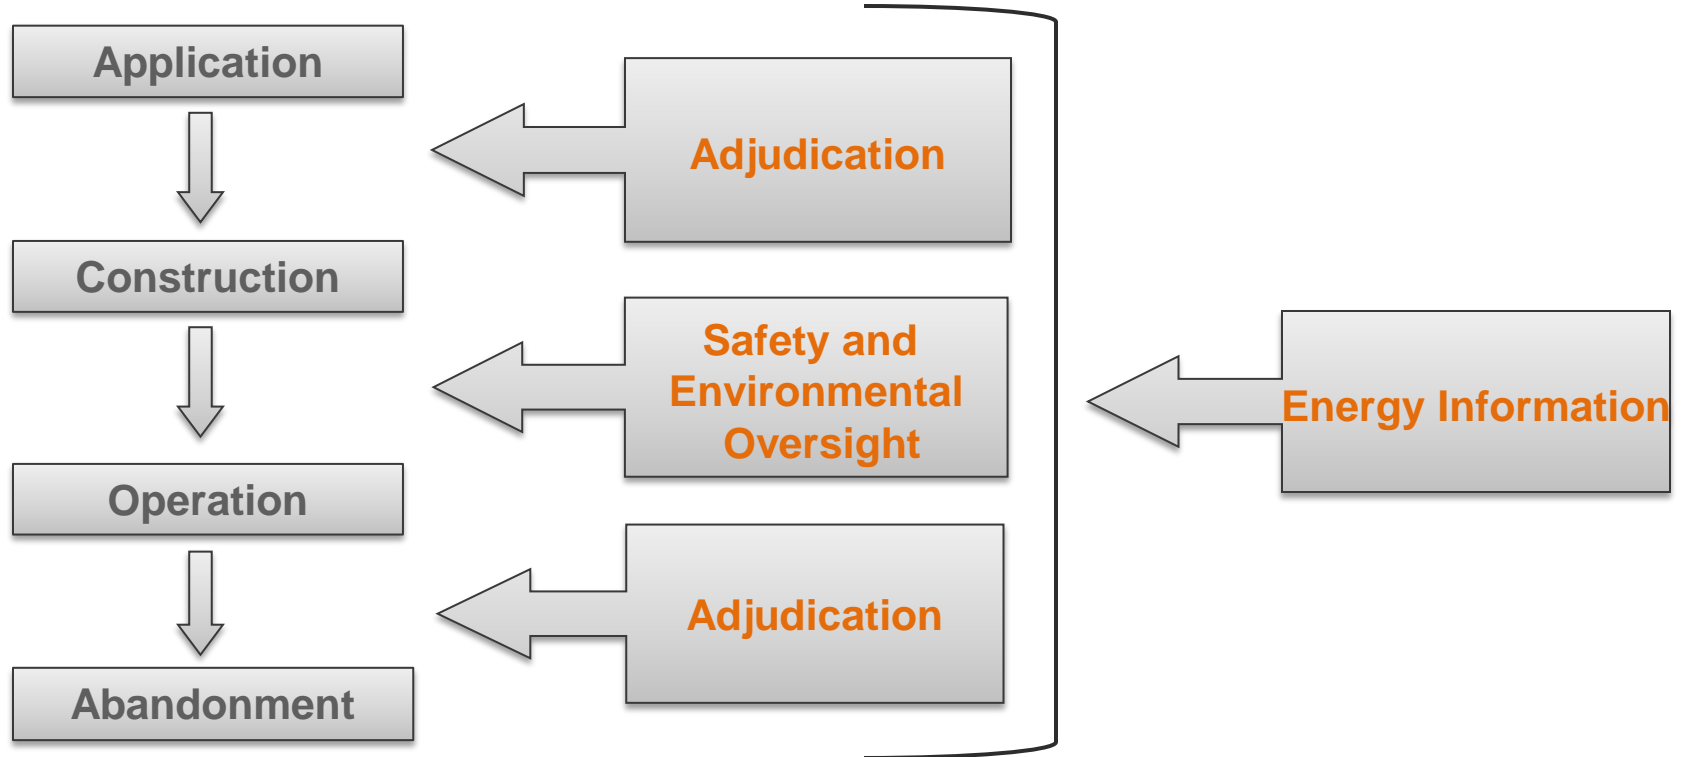 Application
Adjudication
Construction
Safety and
Environmental
Oversight
Energy Information
Operation
Adjudication
Abandonment